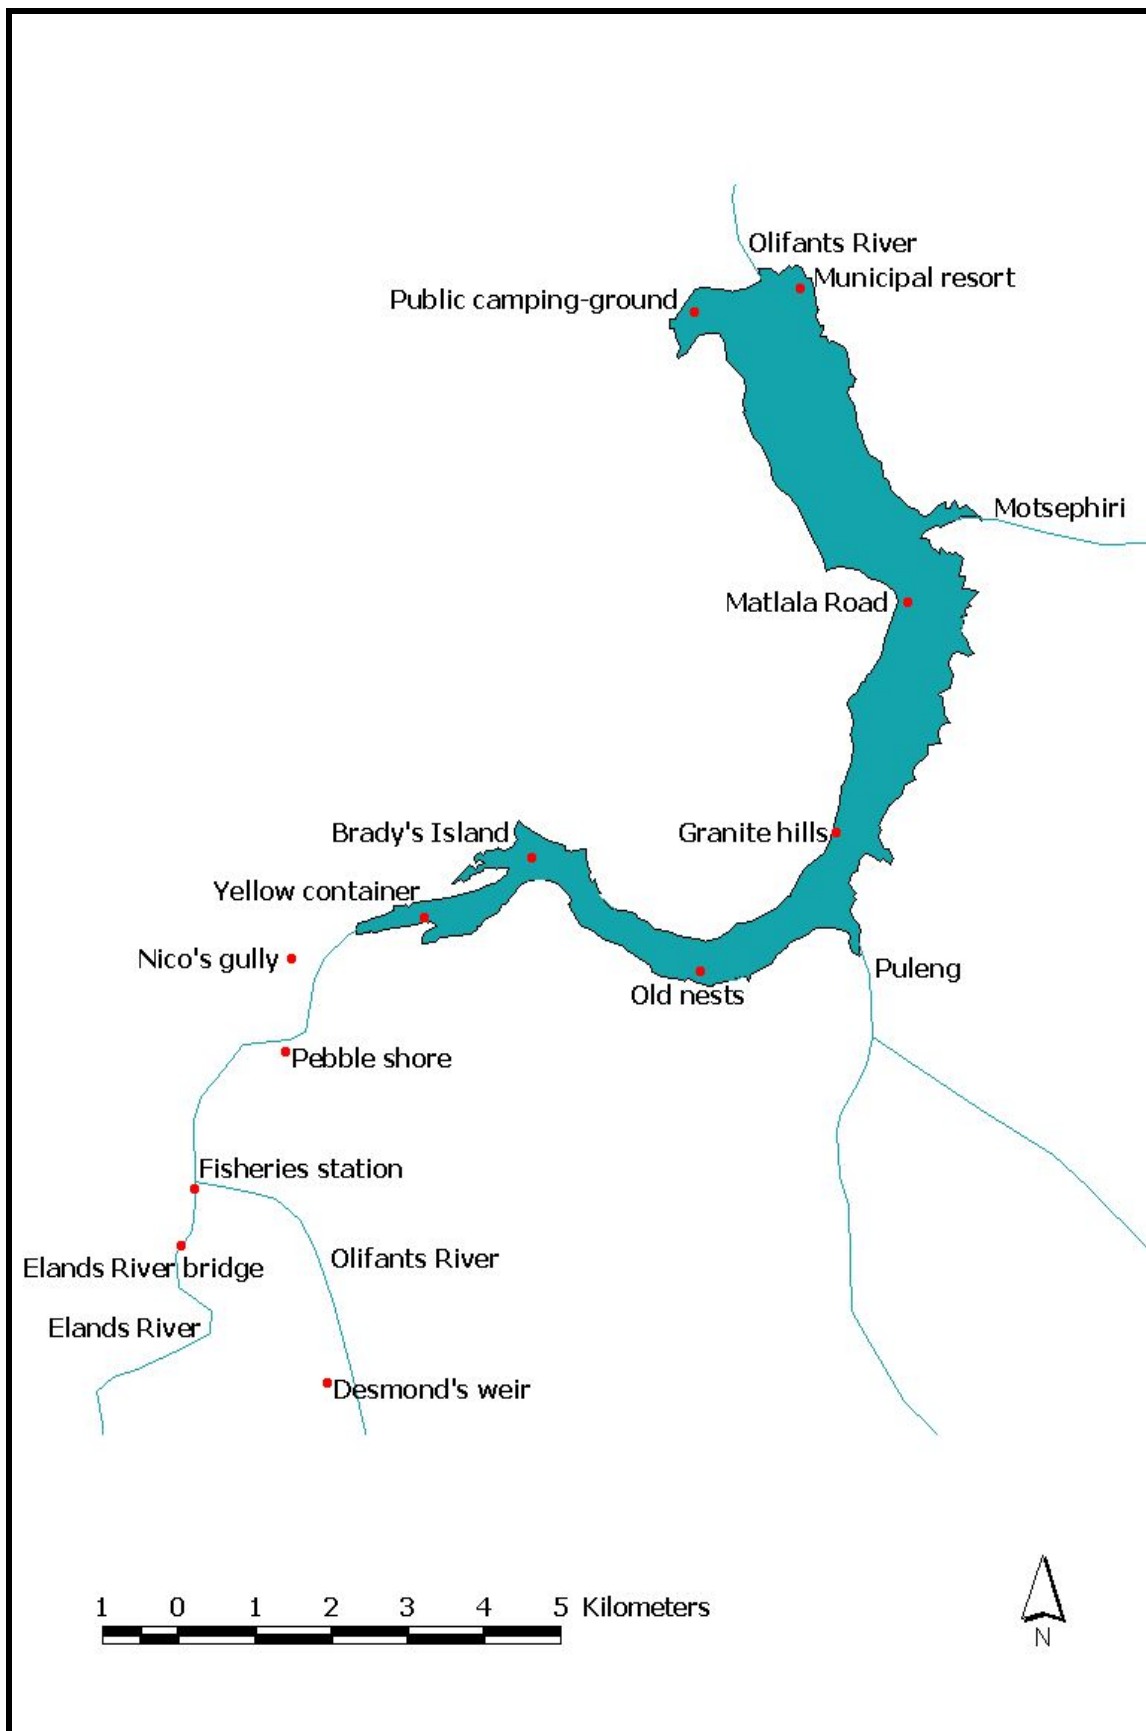 Olifants River
Municipal resort
Public camping-ground
Motsephiri
Matlala Road
Brady's Island
Granite hills
Yellow container
Nico's gully
Puleng
Old nests
Pebble shore
Fisheries station
Olifants River
Elands River bridge
Elands River
Desmond's weir
1 0 1 2 3 4 5 Kilometers
N